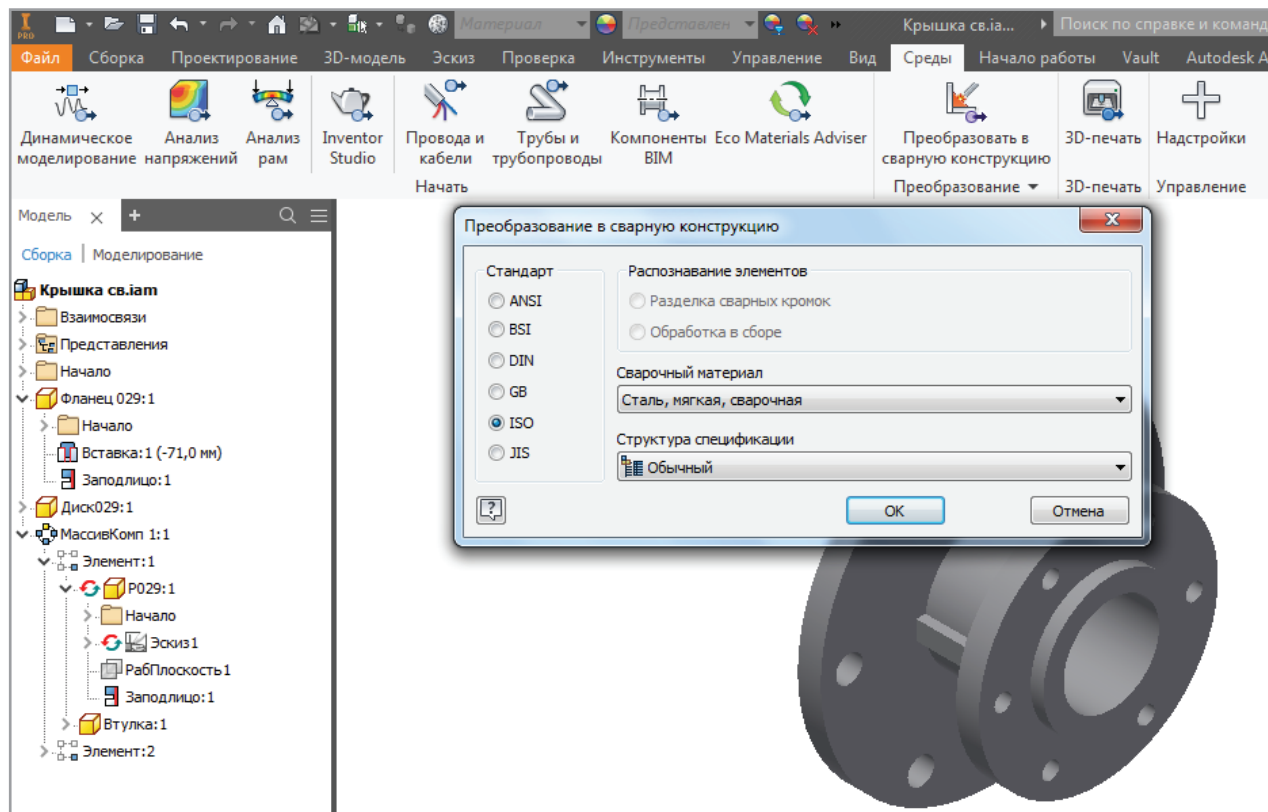 I
PRO
Материал
Представлен
Крышка св.ia...
Поиск по справке и команд
Файл Сборка Проектирование 3D-модель Эскиз Проверка Инструменты Управление Вид Среды Начало работы Vault Autodesk A
Динамическое моделирование
Анализ напряжений
Анализ рам
Inventor Studio
Провода и кабели
Трубы и трубопроводы
Компоненты BIM
Eco Materials Adviser
Преобразовать в сварную конструкцию
3D-печать
Надстройки
Начать
Преобразование
3D-печать
Управление
Модель
Сборка
Моделирование
Крышка св.iam
Взаимосвязи
Представления
Начало
Фланец 029:1
Начало
Вставка:1 (-71,0 мм)
Заподлицо:1
Диск029:1
МассивКомп 1:1
Элемент:1
P029:1
Начало
Эскиз1
РабПлоскость1
Заподлицо:1
Втулка:1
Элемент:2
Преобразование в сварную конструкцию
Стандарт
ANSI
BSI
DIN
GB
ISO
JIS
Распознавание элементов
Разделка сварных кромок
Обработка в сборе
Сварочный материал
Сталь, мягкая, сварочная
Структура спецификации
Обычный
?
OK
Отмена